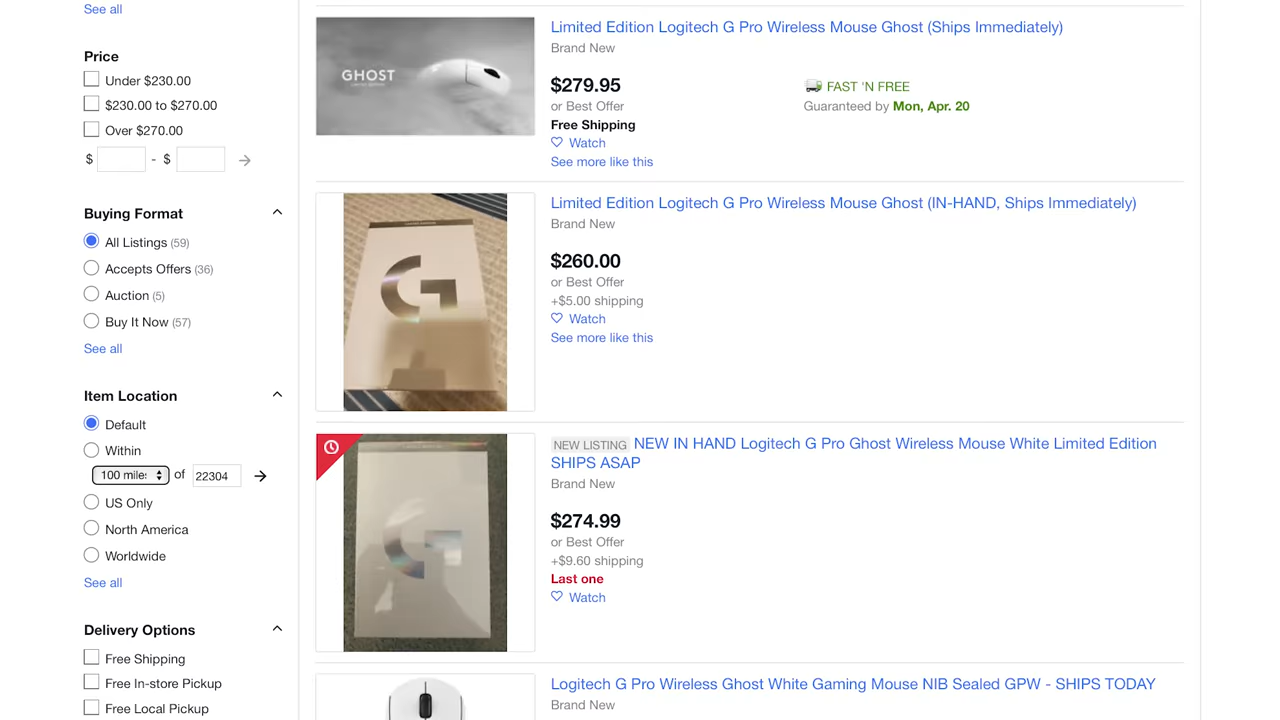 See all
Price
Under $230.00
$230.00 to $270.00
Over $270.00
$ - $
Buying Format
All Listings (59)
Accepts Offers (36)
Auction (5)
Buy It Now (57)
See all
Item Location
Default
Within
100 mile: of 22304
US Only
North America
Worldwide
See all
Delivery Options
Free Shipping
Free In-store Pickup
Free Local Pickup
GHOST
LIMITED EDITION
Limited Edition Logitech G Pro Wireless Mouse Ghost (Ships Immediately)
Brand New
$279.95
or Best Offer
Free Shipping
Watch
See more like this
FAST 'N FREE
Guaranteed by Mon, Apr. 20
G
Limited Edition Logitech G Pro Wireless Mouse Ghost (IN-HAND, Ships Immediately)
Brand New
$260.00
or Best Offer
+$5.00 shipping
Watch
See more like this
G
NEW LISTING NEW IN HAND Logitech G Pro Ghost Wireless Mouse White Limited Edition
SHIPS ASAP
Brand New
$274.99
or Best Offer
+$9.60 shipping
Last one
Watch
Logitech G Pro Wireless Ghost White Gaming Mouse NIB Sealed GPW - SHIPS TODAY
Brand New